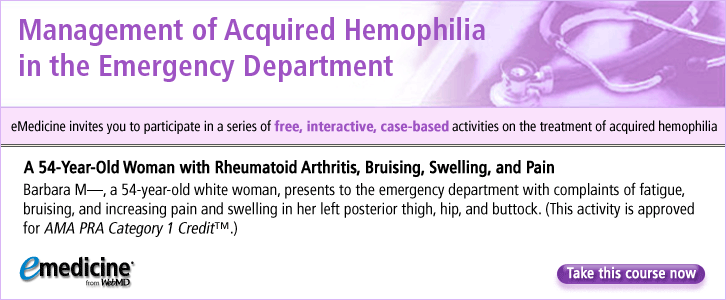 Management of Acquired Hemophilia
in the Emergency Department
eMedicine invites you to participate in a series of free, interactive, case-based activities on the treatment of acquired hemophilia
A 54-Year-Old Woman with Rheumatoid Arthritis, Bruising, Swelling, and Pain
Barbara M—, a 54-year-old white woman, presents to the emergency department with complaints of fatigue,
bruising, and increasing pain and swelling in her left posterior thigh, hip, and buttock. (This activity is approved
for AMA PRA Category 1 Credit™.)
emedicine®
from WebMD
Take this course now